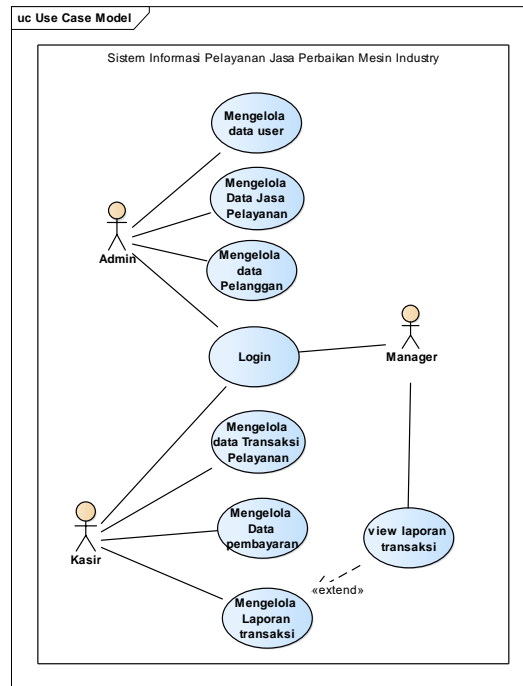 uc Use Case Model
Sistem Informasi Pelayanan Jasa Perbaikan Mesin Industry
Mengelola
data user
Mengelola
Data Jasa
Pelayanan
Admin
Mengelola
data
Pelanggan
Login
Manager
Mengelola
data Transaksi
Pelayanan
Mengelola
Data
pembayaran
Kasir
view laporan
transaksi
«extend»
Mengelola
Laporan
transaksi